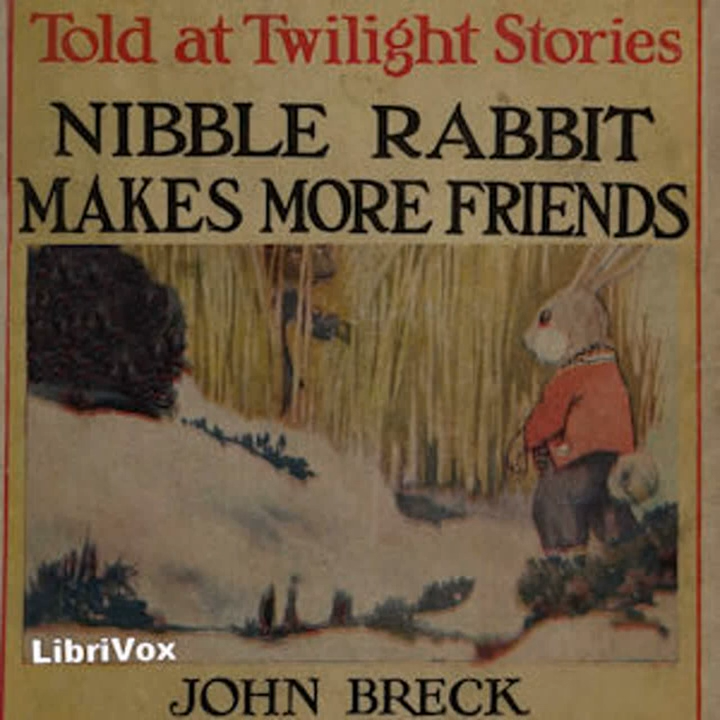 Told at Twilight Stories
NIBBLE RABBIT
MAKES MORE FRIENDS
LibriVox
JOHN BRECK